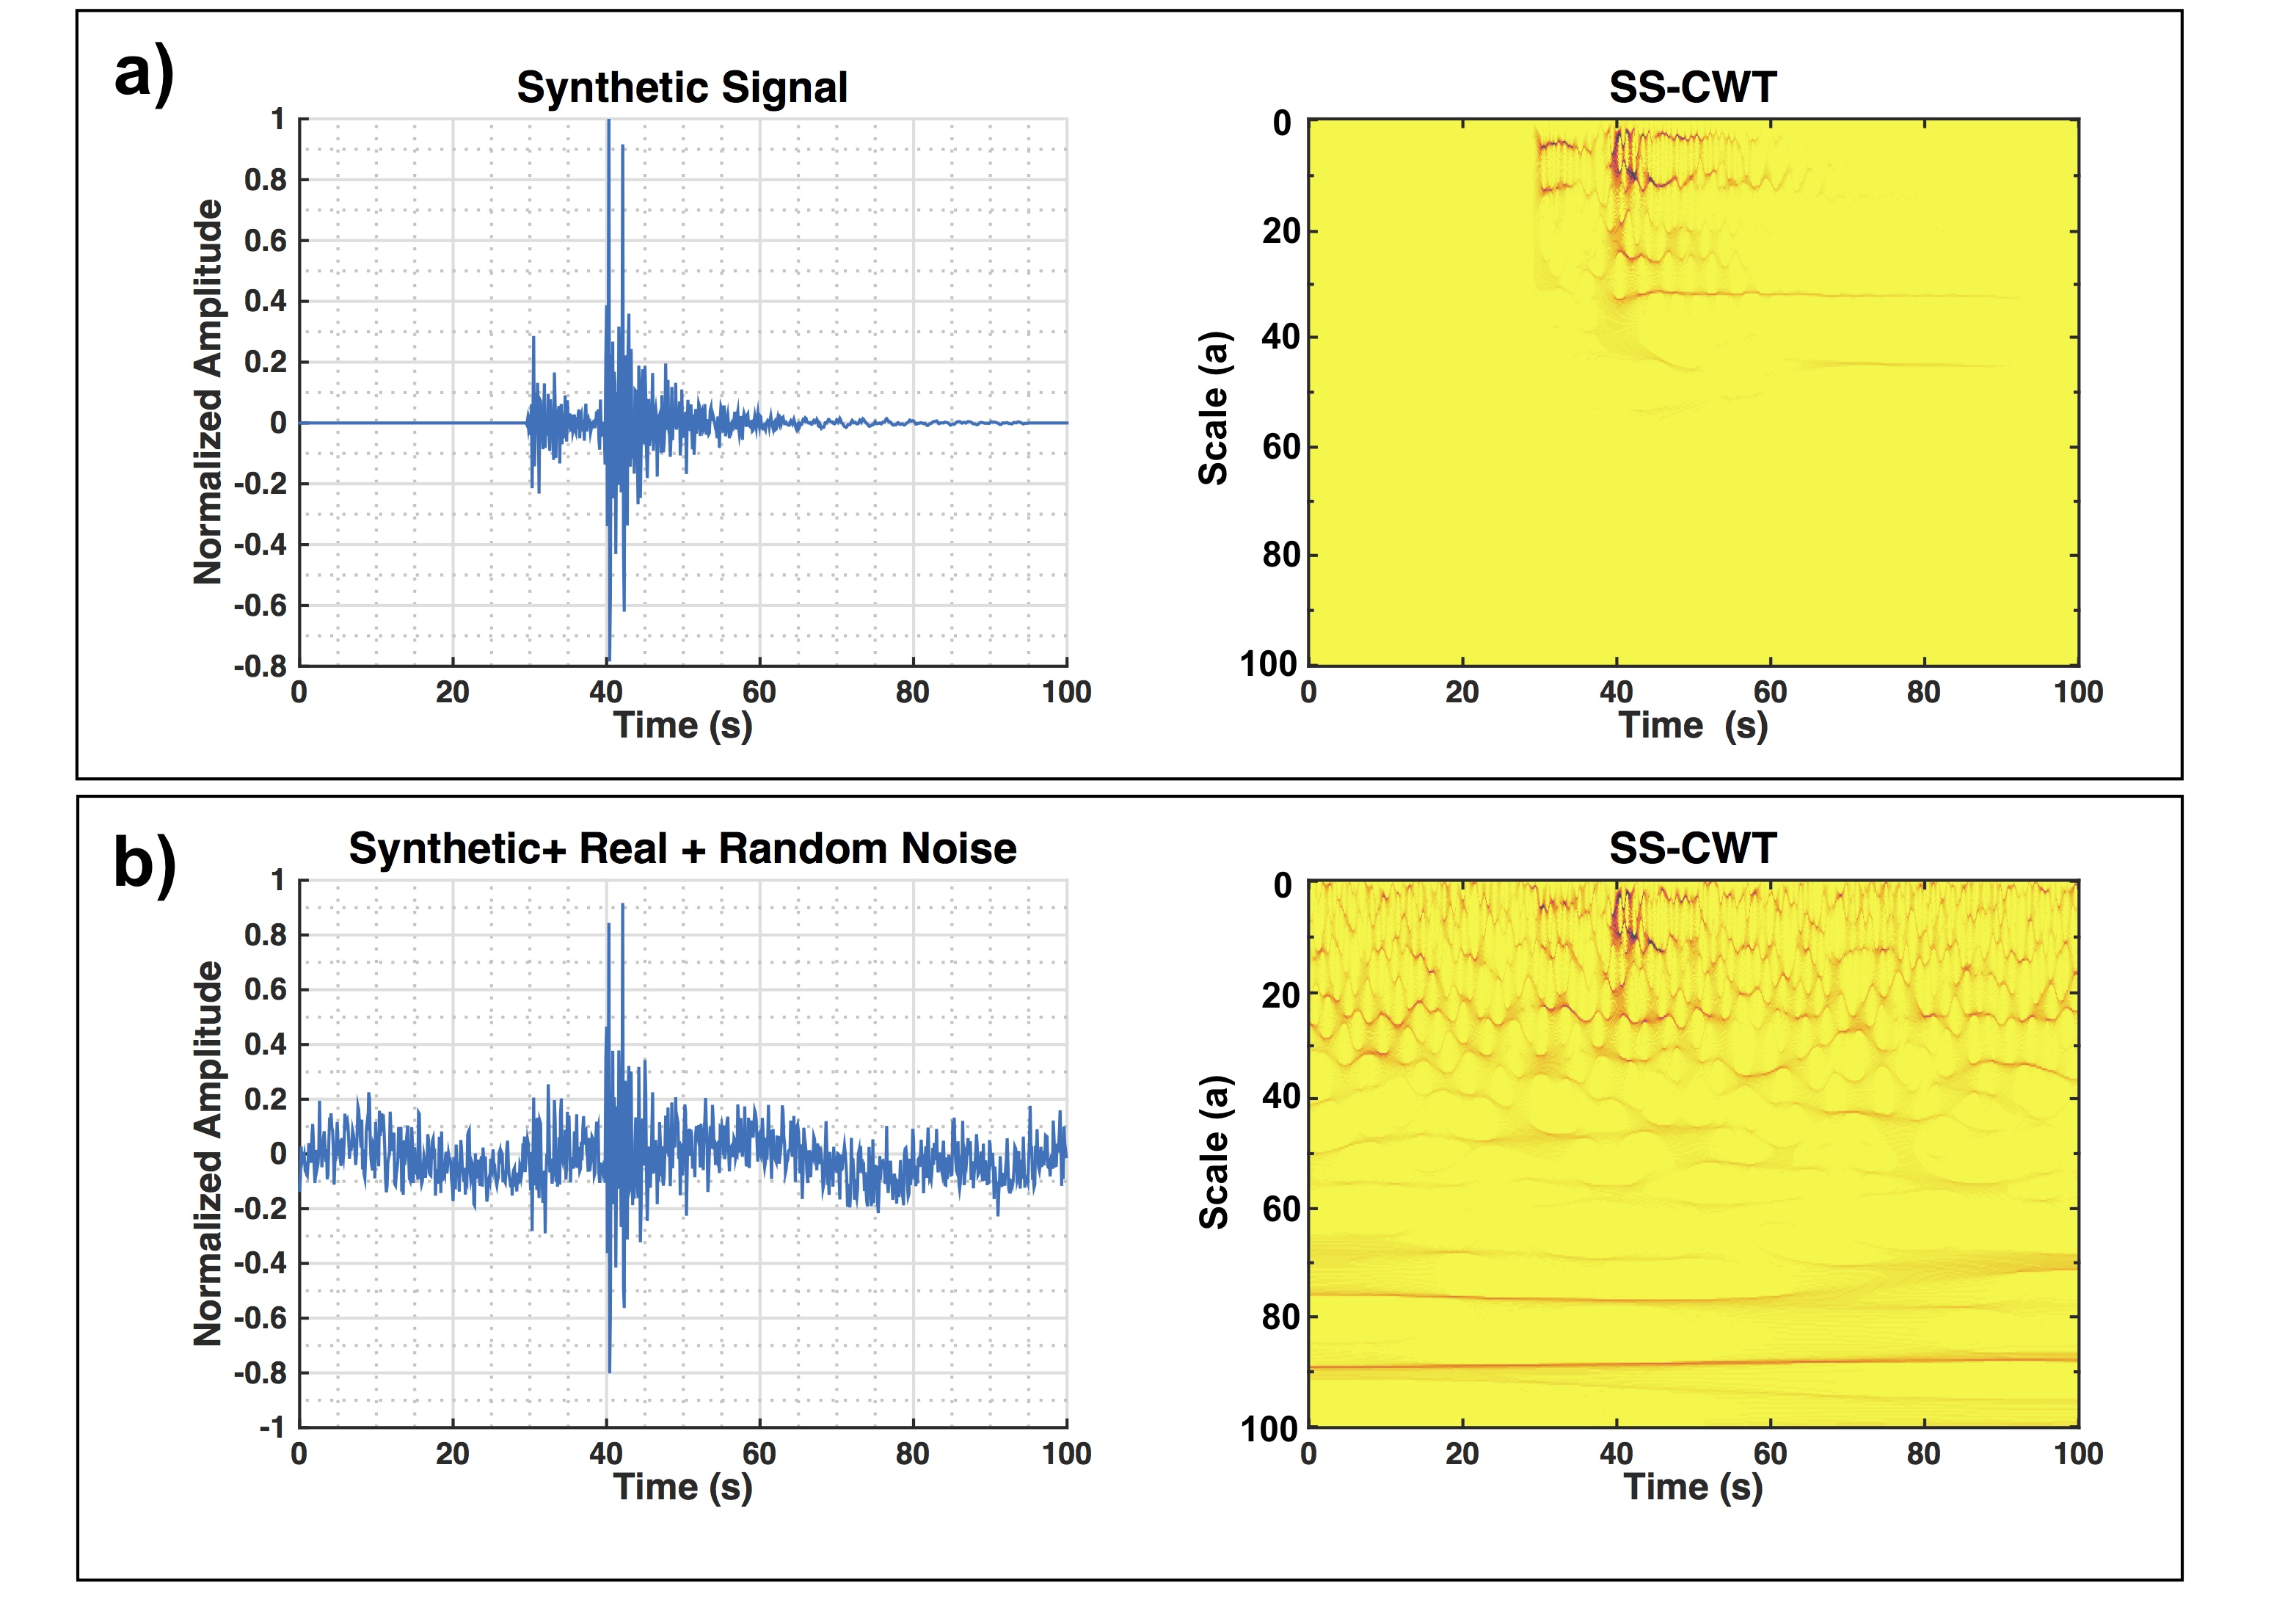 a)
Synthetic Signal
Normalized Amplitude
1
0.8
0.6
0.4
0.2
0
-0.2
-0.4
-0.6
-0.8
0 20 40 60 80 100
Time (s)
SS-CWT
Scale (a)
0
20
40
60
80
100
0 20 40 60 80 100
Time (s)
b)
Synthetic+ Real + Random Noise
Normalized Amplitude
1
0.8
0.6
0.4
0.2
0
-0.2
-0.4
-0.6
-0.8
-1
0 20 40 60 80 100
Time (s)
SS-CWT
Scale (a)
0
20
40
60
80
100
0 20 40 60 80 100
Time (s)